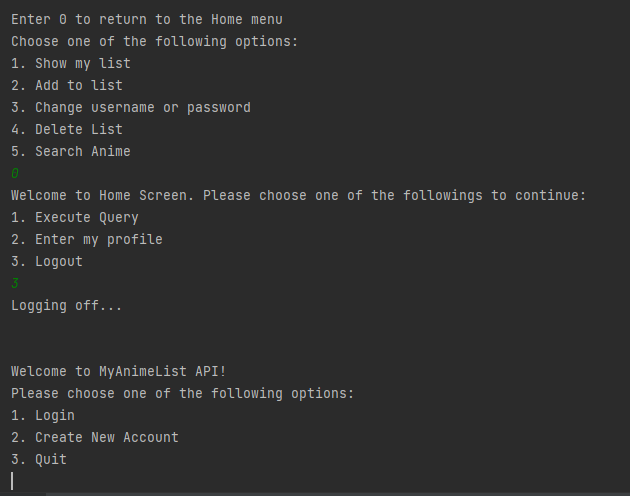 Enter 0 to return to the Home menu
Choose one of the following options:
1. Show my list
2. Add to list
3. Change username or password
4. Delete List
5. Search Anime
0
Welcome to Home Screen. Please choose one of the followings to continue:
1. Execute Query
2. Enter my profile
3. Logout
3
Logging off...
Welcome to MyAnimeList API!
Please choose one of the following options:
1. Login
2. Create New Account
3. Quit